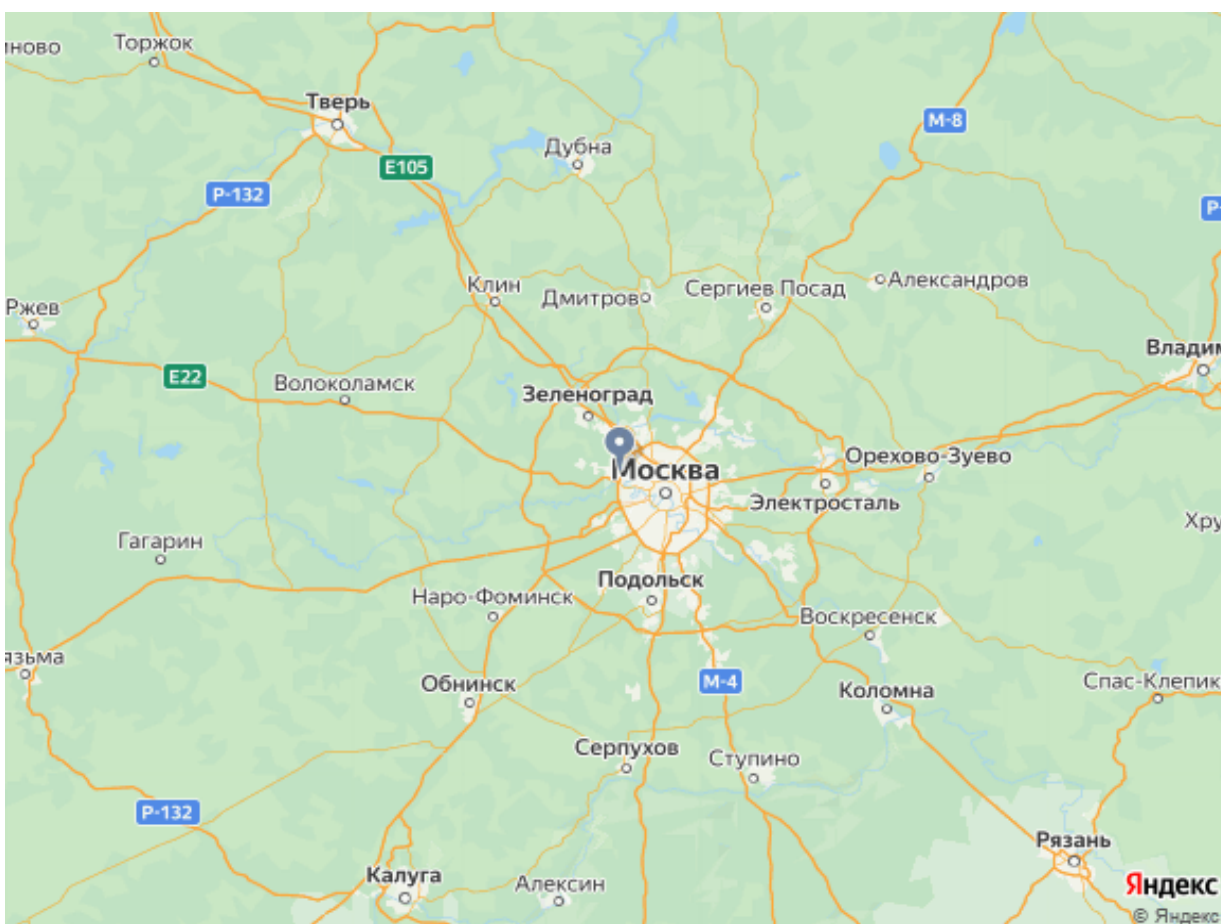 иново
Торжок
Тверь
М-8
Дубна
E105
Р-132
Р-
Клин
Дмитров
Сергиев Посад
Александров
Ржев
Владим
E22
Волоколамск
Зеленоград
Москва
Орехово-Зуево
Электросталь
Хру
Гагарин
Подольск
Наро-Фоминск
Воскресенск
язьма
Обнинск
М-4
Коломна
Спас-Клепик
Серпухов
Ступино
Р-132
Рязань
Калуга
Алексин
Яндекс
© Яндекс